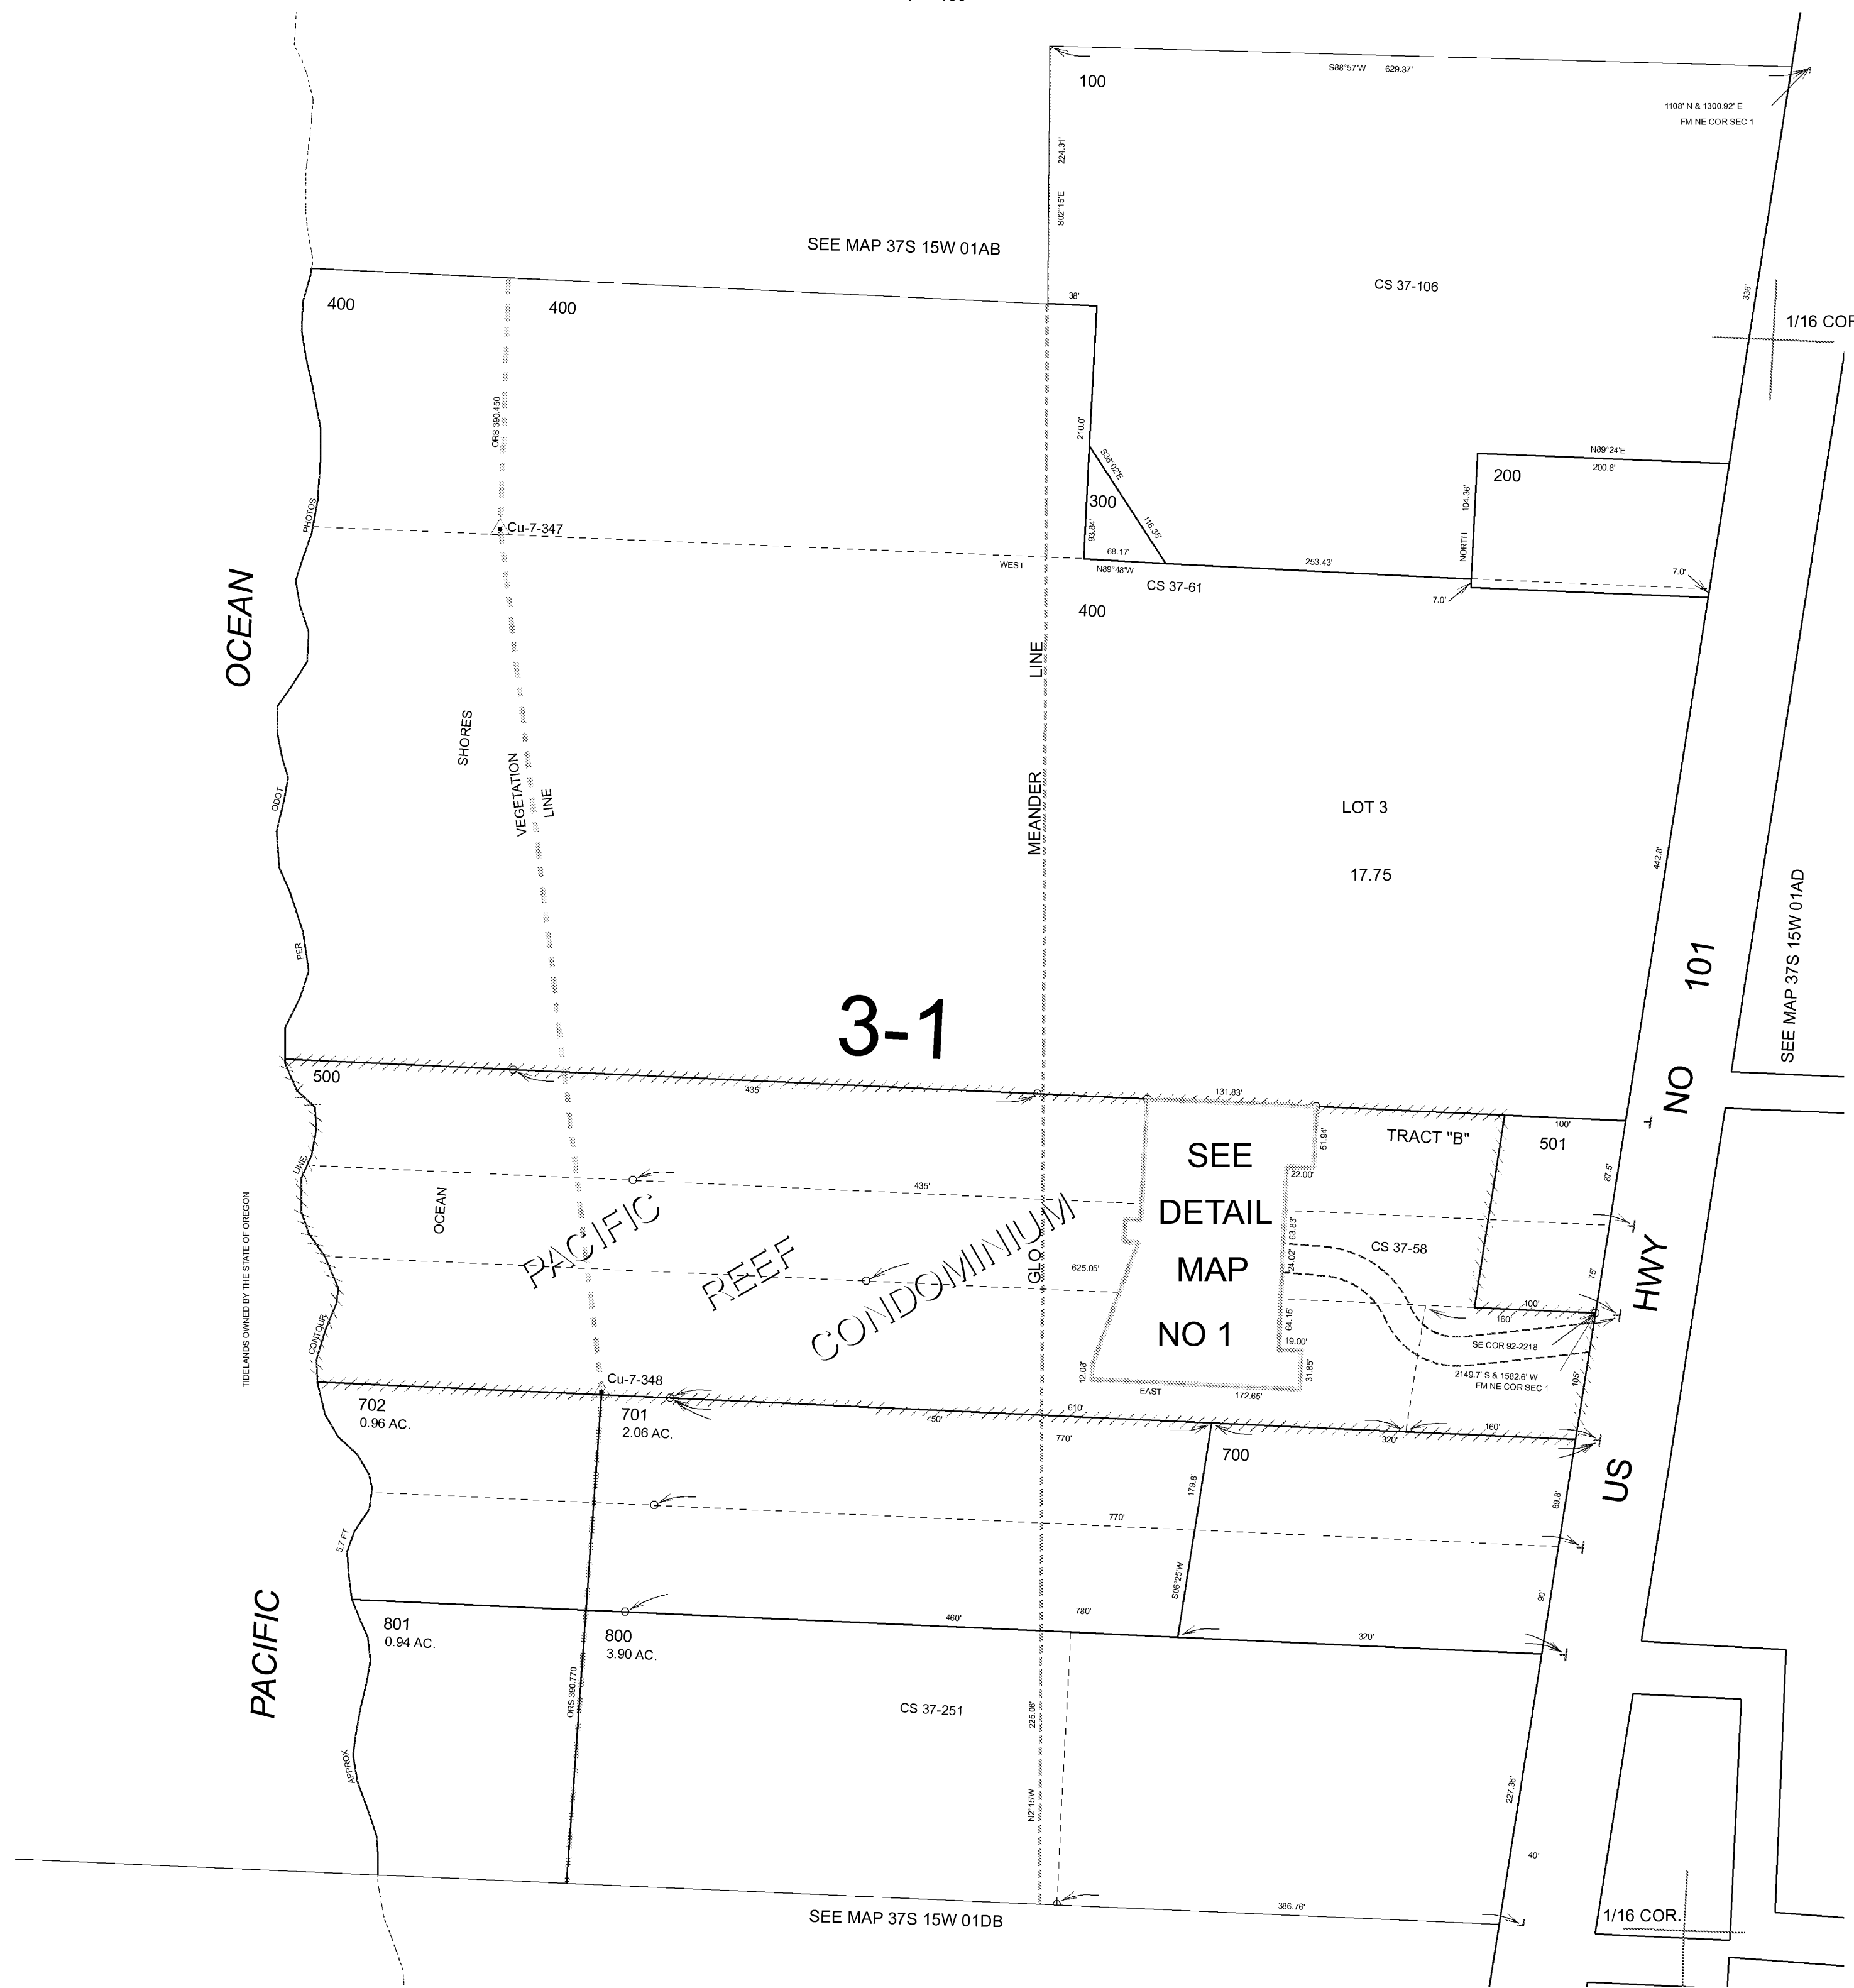 100
S88°57'W 629.37'
1108' N & 1300.92' E
FM NE COR SEC 1
224.31'
S02°15'E
SEE MAP 37S 15W 01AB
38'
CS 37-106
336'
1/16 COR
400
400
ORS 390.450
210.0'
S36°02'E
300
93.84'
116.35'
68.17'
N89°48'W
CS 37-61
253.43'
N89°24'E
200.8'
200
104.36'
NORTH
7.0'
7.0'
Cu-7-347
WEST
PHOTOS
OCEAN
400
LINE
MEANDER
SHORES
VEGETATION
LINE
ODOT
LOT 3
17.75
442.8'
SEE MAP 37S 15W 01AD
PER
3-1
101
NO
HWY
US
500
435'
131.83'
TRACT "B"
100'
501
87.5'
51.94'
22.00'
SEE
DETAIL
MAP
NO 1
63.83'
24.02'
64.15'
19.00'
31.85'
CS 37-58
75'
100'
160'
SE COR 92-2218
2149.7' S & 1582.6' W
FM NE COR SEC 1
105'
LINE
OCEAN
435'
PACIFIC
REEF
CONDOMINIUM
GLO
625.05'
12.08'
EAST
172.65'
TIDELANDS OWNED BY THE STATE OF OREGON
CONTOUR
Cu-7-348
702
0.96 AC.
701
2.06 AC.
450'
610'
770'
320'
160'
700
179.8'
89.8'
770'
S06°25'W
5.7 FT
90'
PACIFIC
801
0.94 AC.
800
3.90 AC.
460'
780'
320'
ORS 390.770
CS 37-251
225.06'
N2°15'W
APPROX
227.35'
40'
386.76'
SEE MAP 37S 15W 01DB
1/16 COR.